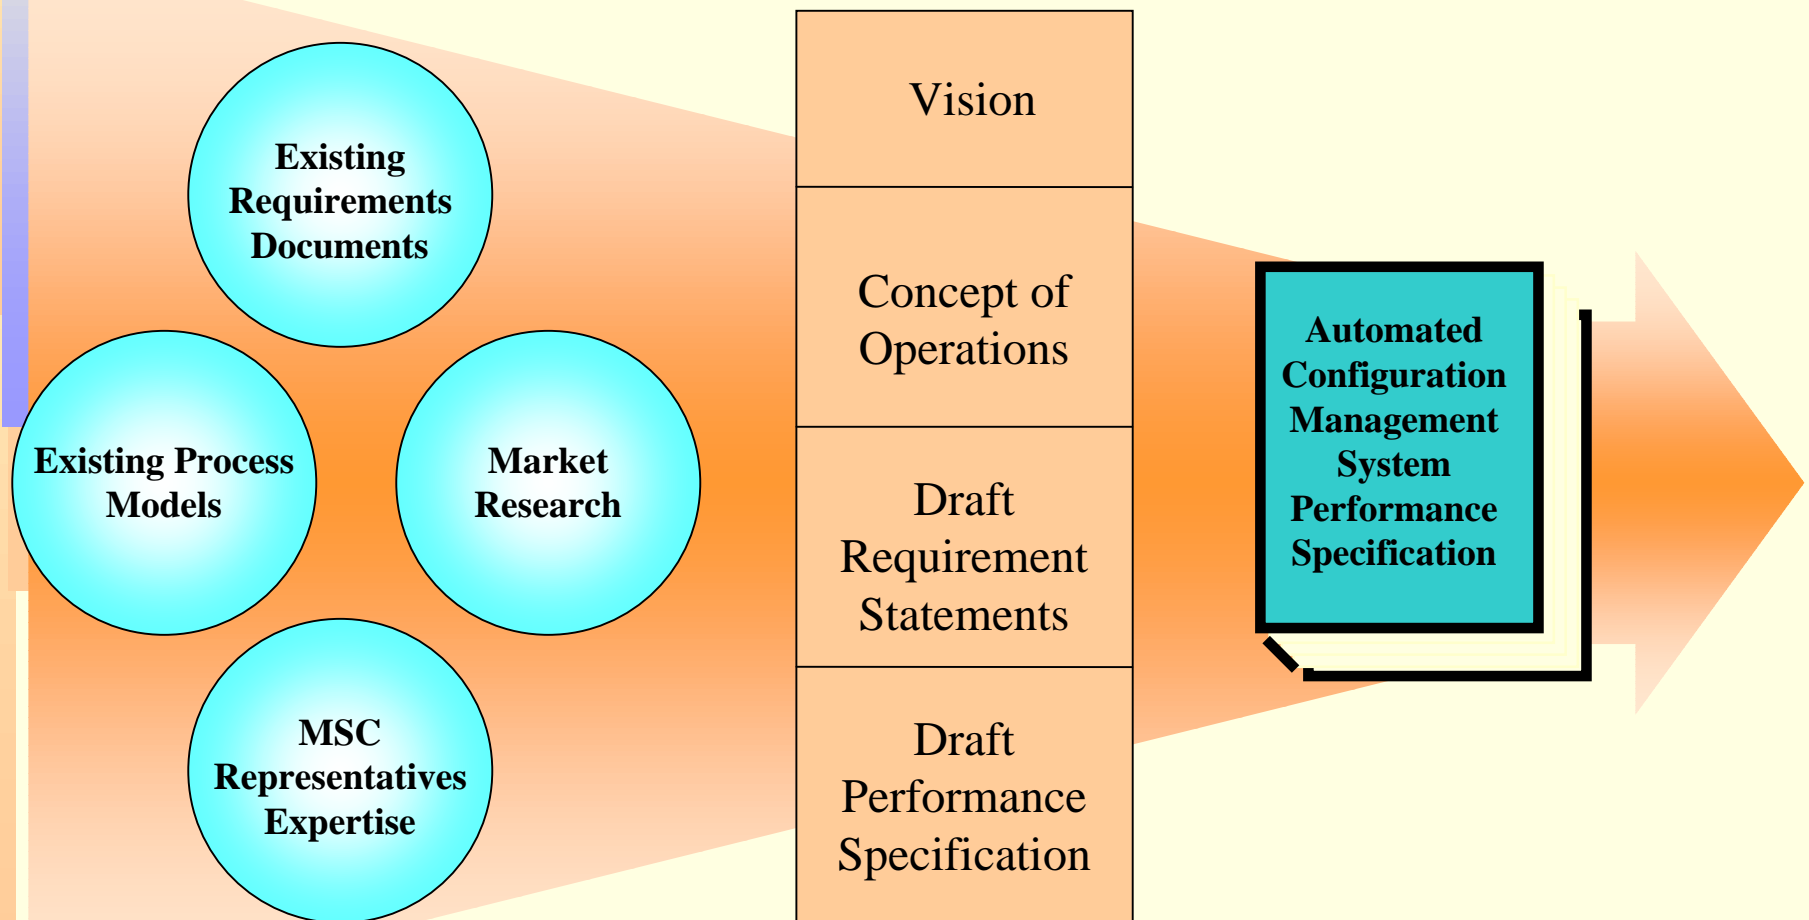 Existing
Requirements
Documents
Existing Process
Models
Market
Research
MSC
Representatives
Expertise
Vision
Concept of
Operations
Draft
Requirement
Statements
Draft
Performance
Specification
Automated
Configuration
Management
System
Performance
Specification